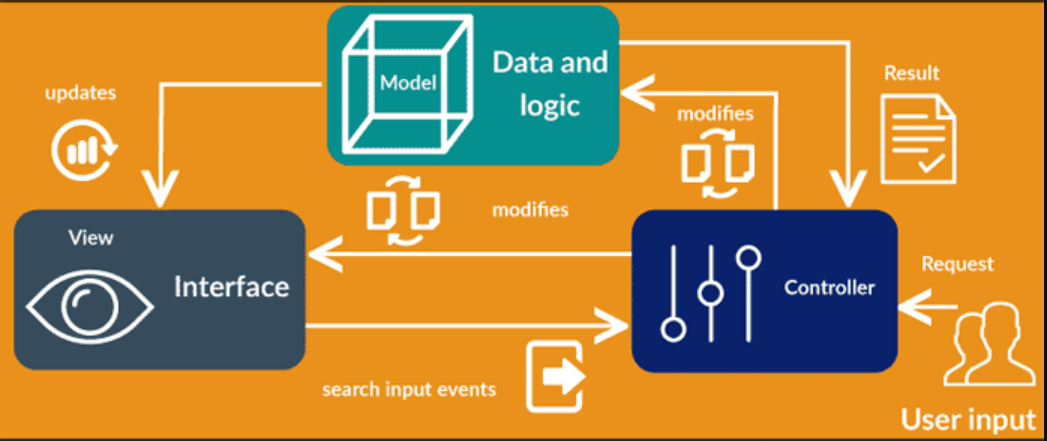 Model
Data and
logic
updates
Result
modifies
modifies
View
Interface
Controller
Request
search input events
User input